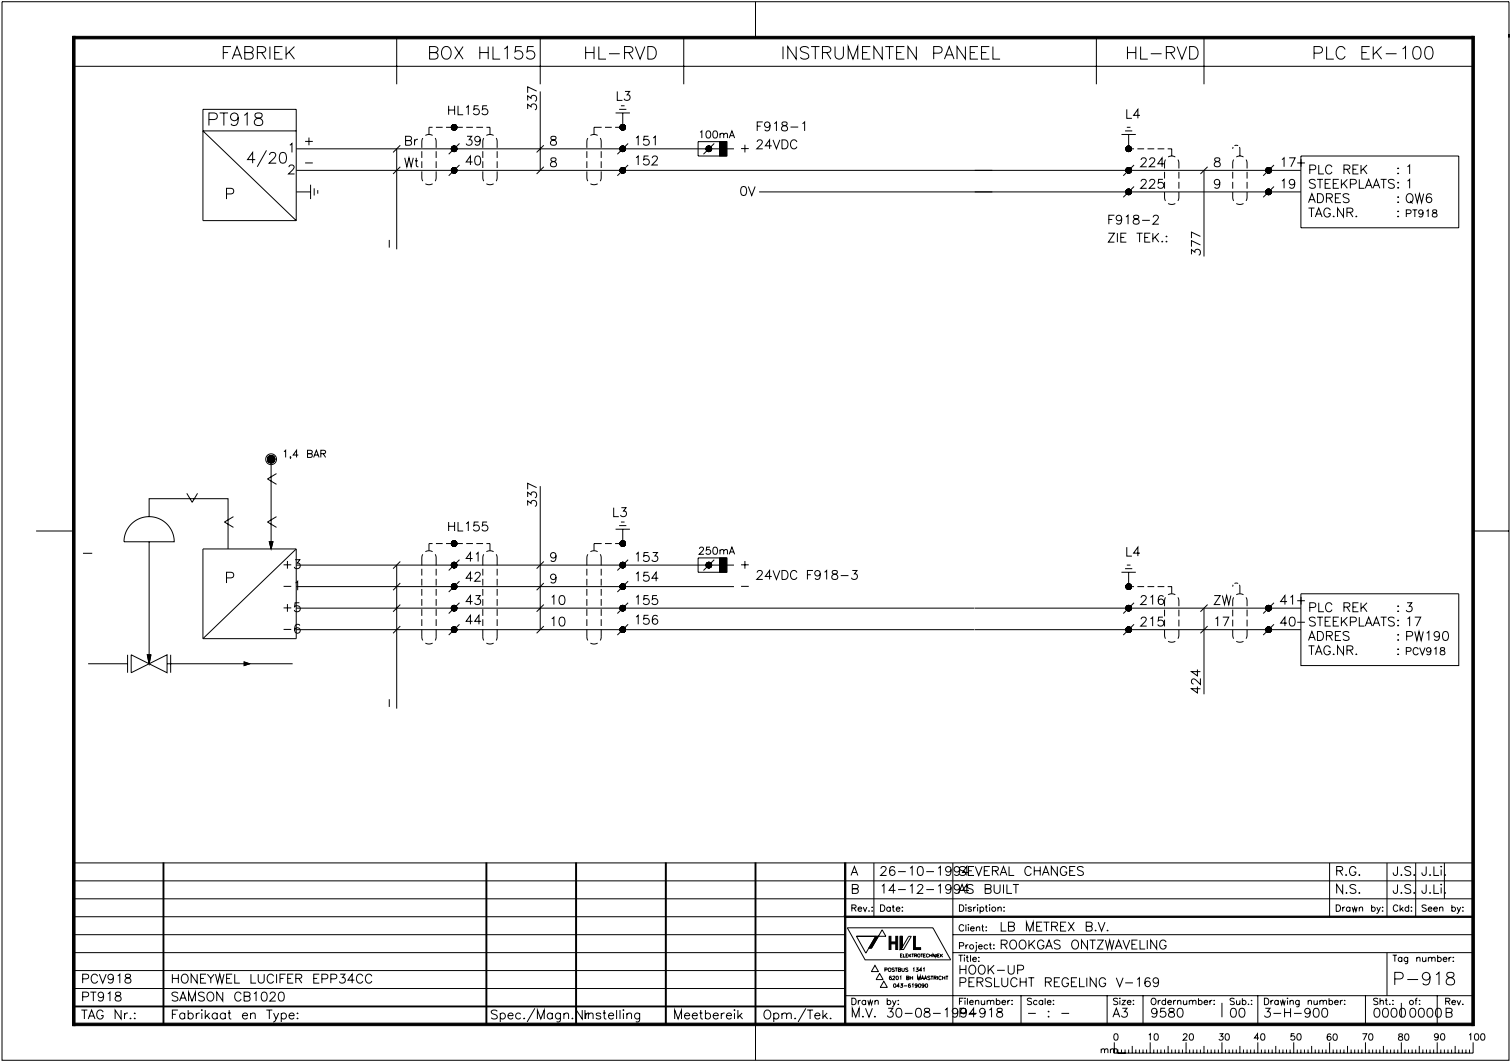 FABRIEK BOX HL155 HL-RVD INSTRUMENTEN PANEEL HL-RVD PLC EK-100
PT918
4/20
P
1 +
2 -
Br
Wt
HL155
39
40
337
8
8
L3
151
152
100mA
+
F918-1
24VDC
0V
L4
224
225
F918-2
ZIE TEK.:
8
9
377
17+
19
PLC REK : 1
STEEKPLAATS: 1
ADRES : QW6
TAG.NR. : PT918
1,4 BAR
P
+3
-1
+5
-6
HL155
41
42
43
44
337
9
9
10
10
L3
153
154
155
156
250mA
+
-
24VDC F918-3
L4
216
215
ZW
17
424
41+
40-
PLC REK : 3
STEEKPLAATS: 17
ADRES : PW190
TAG.NR. : PCV918
PCV918 HONEYWEL LUCIFER EPP34CC
PT918 SAMSON CB1020
TAG Nr.: Fabrikaat en Type: Spec./Magn.Nr. Instelling Meetbereik Opm./Tek.
A 26-10-1994 SEVERAL CHANGES R.G. J.S. J.Li.
B 14-12-1994 AS BUILT N.S. J.S. J.Li.
Rev.: Date: Disription: Drawn by: Ckd: Seen by:
HVL
ELEKTROTECHNIEK
POSTBUS 1341
6201 BH MAASTRICHT
043-619090
Client: LB METREX B.V.
Project: ROOKGAS ONTZWAVELING
Title:
HOOK-UP
PERSLUCHT REGELING V-169
Tag number:
P-918
Drawn by: Filenumber: Scale: Size: Ordernumber: Sub.: Drawing number: Sht.: of: Rev.
M.V. 30-08-1994 P-918 - : - A3 9580 00 3-H-900 0000 0000 B
0 10 20 30 40 50 60 70 80 90 100
mm